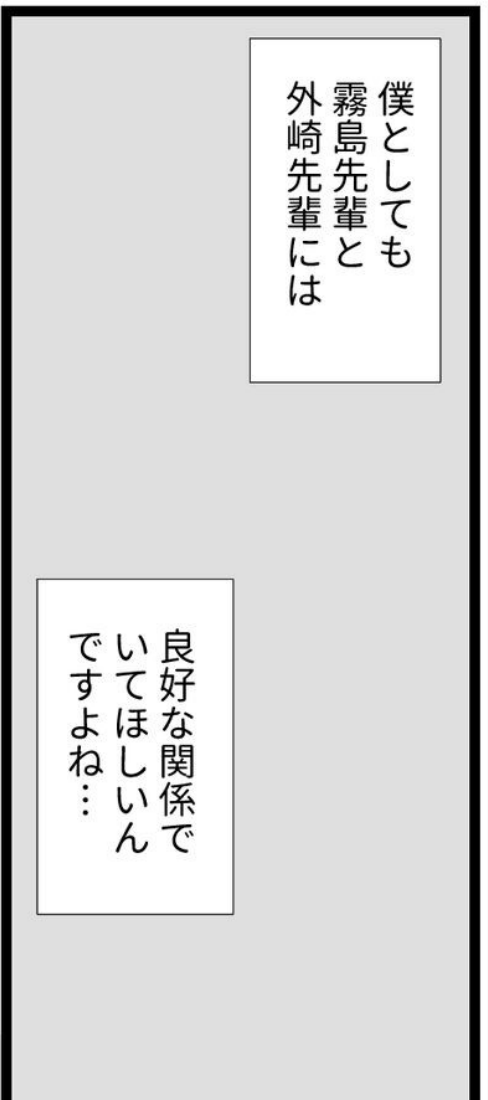 僕としても
霧島先輩と
外崎先輩には
良好な関係で
いてほしいん
ですよね…